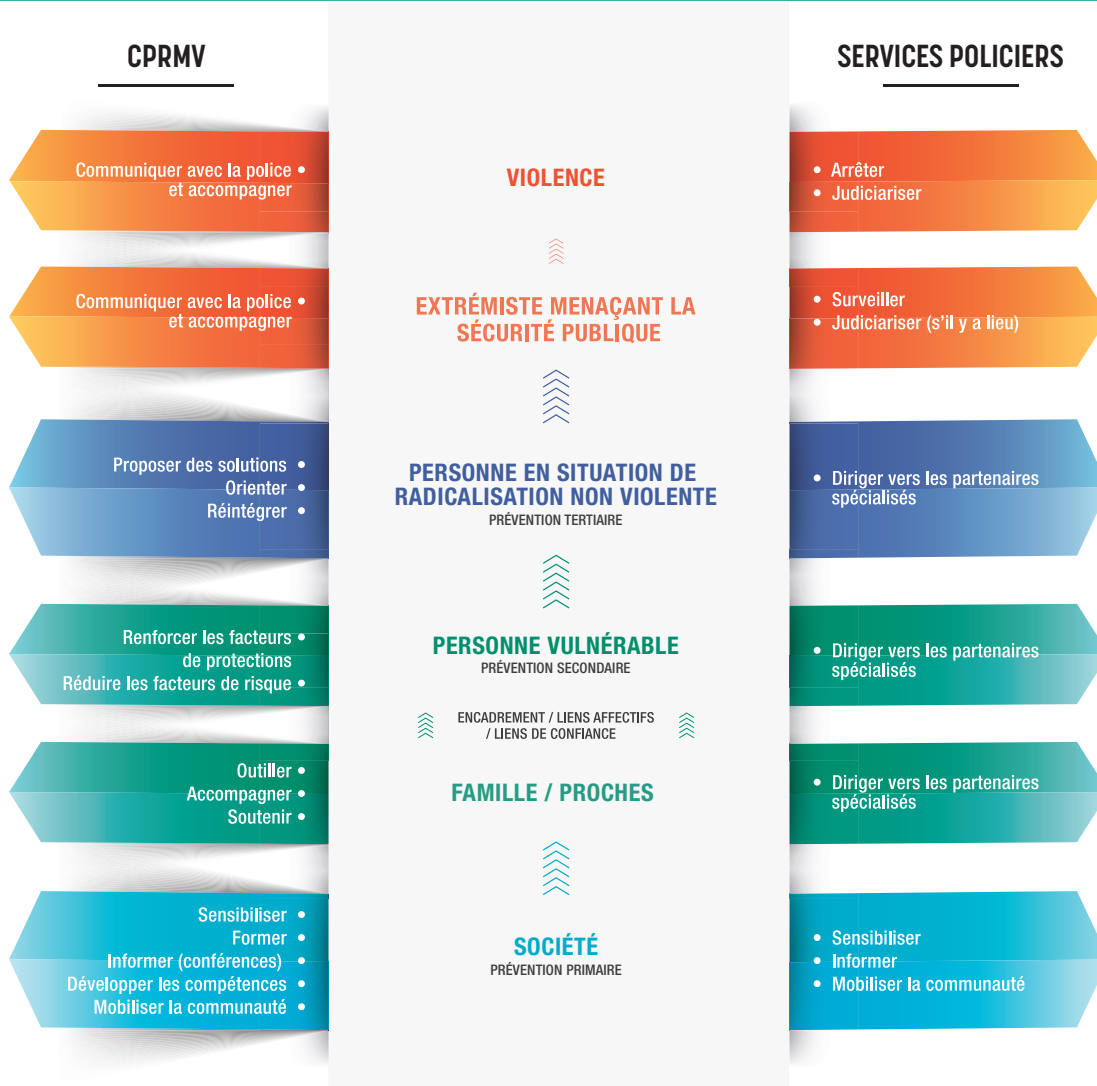 CPRMV
SERVICES POLICIERS
Communiquer avec la police •
et accompagner
VIOLENCE
• Arrêter
• Judiciariser
Communiquer avec la police •
et accompagner
EXTRÉMISTE MENAÇANT LA
SÉCURITÉ PUBLIQUE
• Surveiller
• Judiciariser (s'il y a lieu)
Proposer des solutions •
Orienter •
Réintégrer •
PERSONNE EN SITUATION DE
RADICALISATION NON VIOLENTE
PRÉVENTION TERTIAIRE
• Diriger vers les partenaires
spécialisés
Renforcer les facteurs •
de protections
Réduire les facteurs de risque •
PERSONNE VULNÉRABLE
PRÉVENTION SECONDAIRE
• Diriger vers les partenaires
spécialisés
ENCADREMENT / LIENS AFFECTIFS
/ LIENS DE CONFIANCE
Outiller •
Accompagner •
Soutenir •
FAMILLE / PROCHES
• Diriger vers les partenaires
spécialisés
Sensibiliser •
Former •
Informer (conférences) •
Développer les compétences •
Mobiliser la communauté •
SOCIÉTÉ
PRÉVENTION PRIMAIRE
• Sensibiliser
• Informer
• Mobiliser la communauté